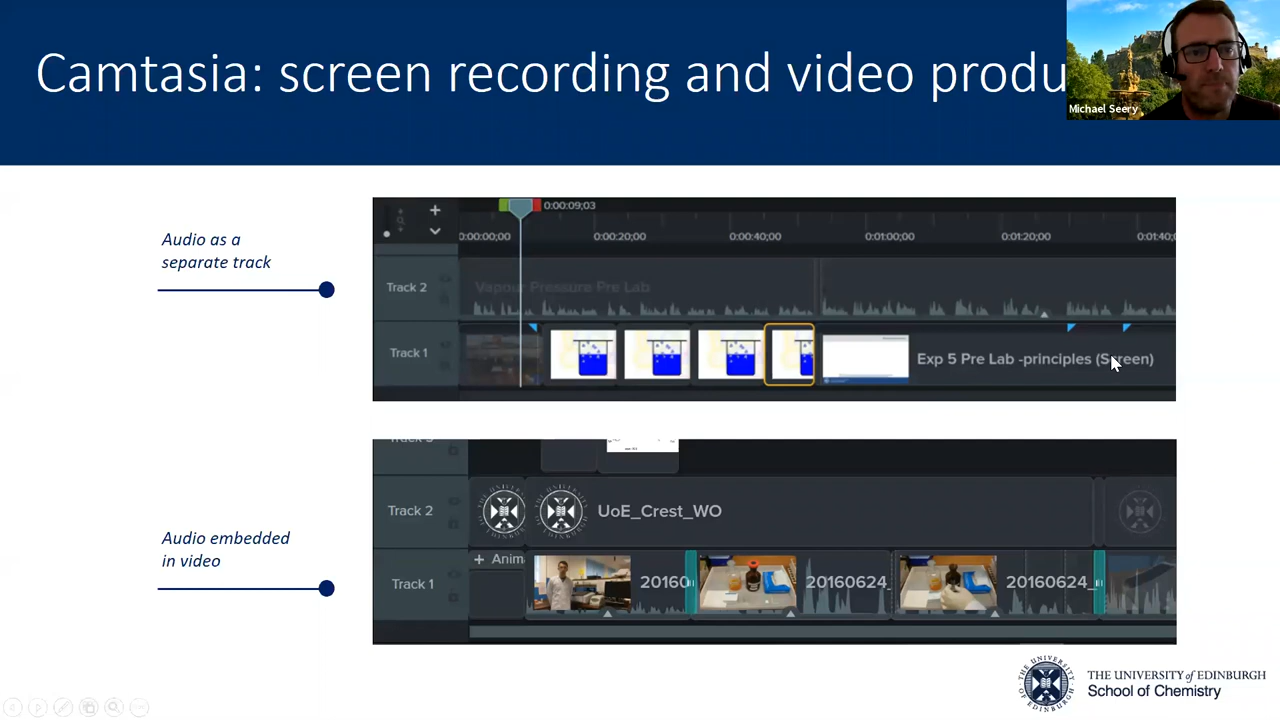 Camtasia: screen recording and video produ
Michael Seery
Audio as a
separate track
0:00:09;03
0:00:00;00
0:00:20;00
0:00:40;00
0:01:00;00
0:01:20;00
0:01:40;
Track 2
Vapour Pressure Pre Lab
Track 1
Exp 5 Pre Lab -principles (Screen)
Audio embedded
in video
Track 3
Track 2
UoE_Crest_WO
+ Anim
Track 1
20160
20160624_
20160624_
THE UNIVERSITY of EDINBURGH
School of Chemistry